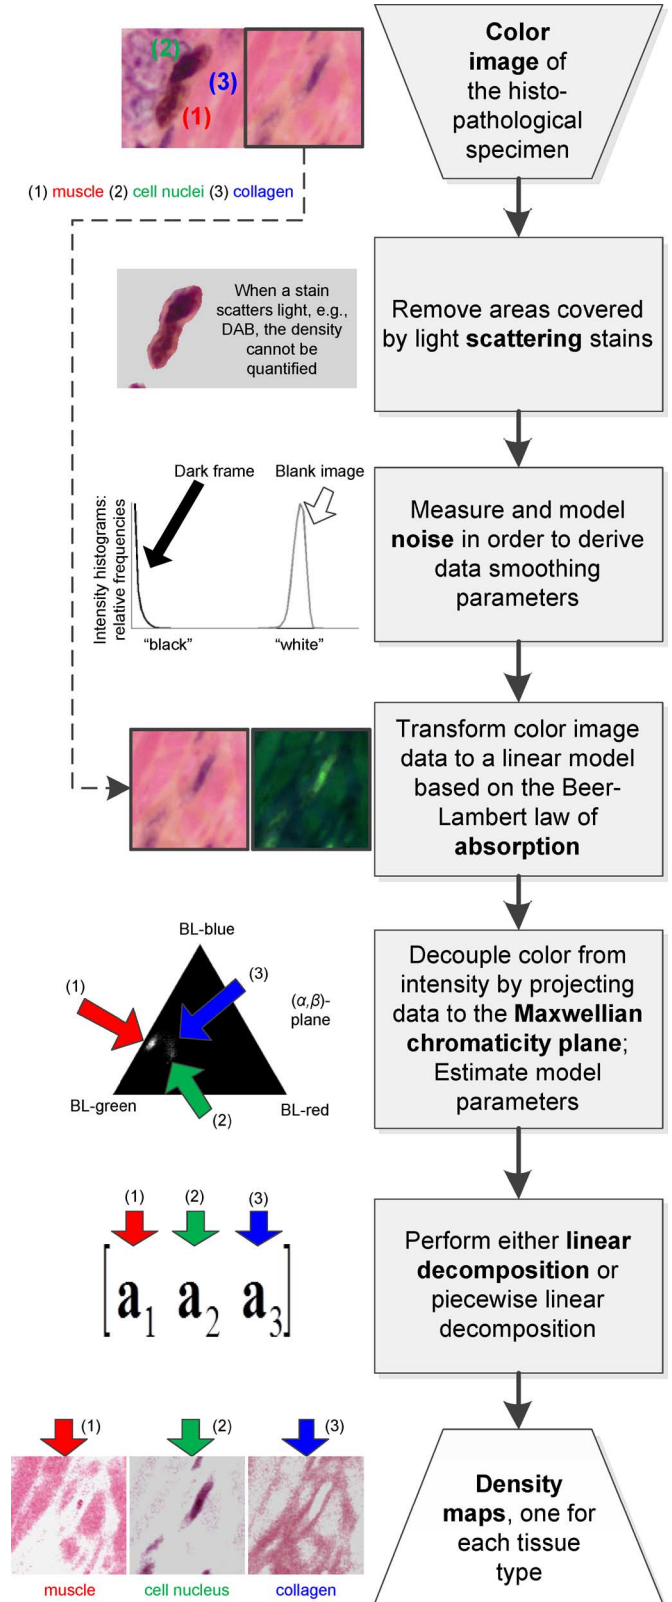 Color
image of
the histo-
pathological
specimen
(2)
(3)
(1)
(1) muscle (2) cell nuclei (3) collagen
Remove areas covered
by light scattering stains
When a stain
scatters light, e.g.,
DAB, the density
cannot be
quantified
Measure and model
noise in order to derive
data smoothing
parameters
Dark frame
Blank image
Intensity histograms:
relative frequencies
“black”
“white”
Transform color image
data to a linear model
based on the Beer-
Lambert law of
absorption
Decouple color from
intensity by projecting
data to the Maxwellian
chromaticity plane;
Estimate model
parameters
BL-blue
(1)
(3)
(α,β)-
plane
BL-green
BL-red
(2)
Perform either linear
decomposition or
piecewise linear
decomposition
(1) (2) (3)
[a1 a2 a3]
Density
maps, one for
each tissue
type
(1) (2) (3)
muscle cell nucleus collagen